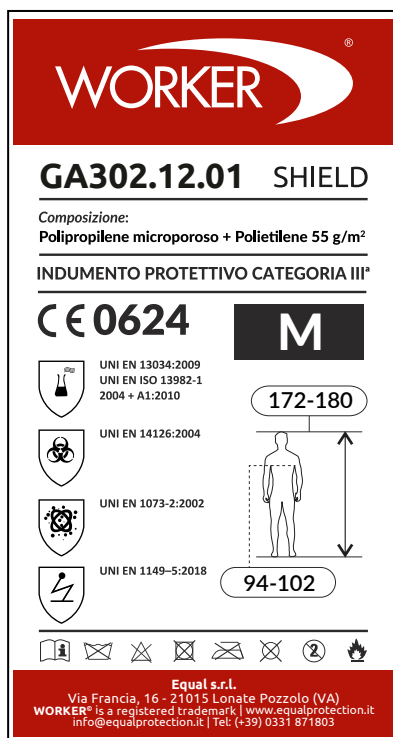 WORKER®
GA302.12.01 SHIELD
Composizione:
Polipropilene microporoso + Polietilene 55 g/m²
INDUMENTO PROTETTIVO CATEGORIA IIIª
CE 0624
M
UNI EN 13034:2009
UNI EN ISO 13982-1
2004 + A1:2010
172-180
UNI EN 14126:2004
UNI EN 1073-2:2002
UNI EN 1149–5:2018
94-102
i
2
Equal s.r.l.
Via Francia, 16 - 21015 Lonate Pozzolo (VA)
WORKER® is a registered trademark | www.equalprotection.it
info@equalprotection.it | Tel: (+39) 0331 871803